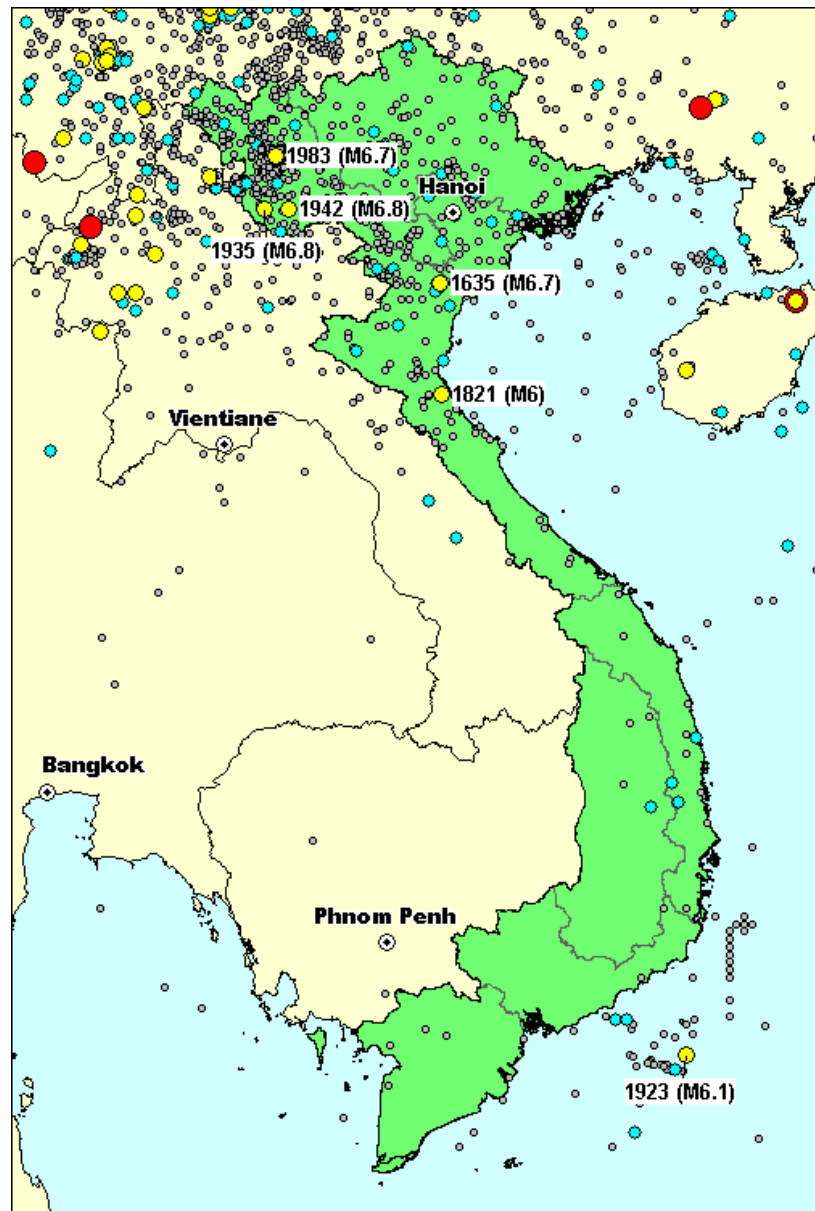 1983 (M6.7)
Hanoi
1942 (M6.8)
1935 (M6.8)
1635 (M6.7)
1821 (M6)
Vientiane
Bangkok
Phnom Penh
1923 (M6.1)